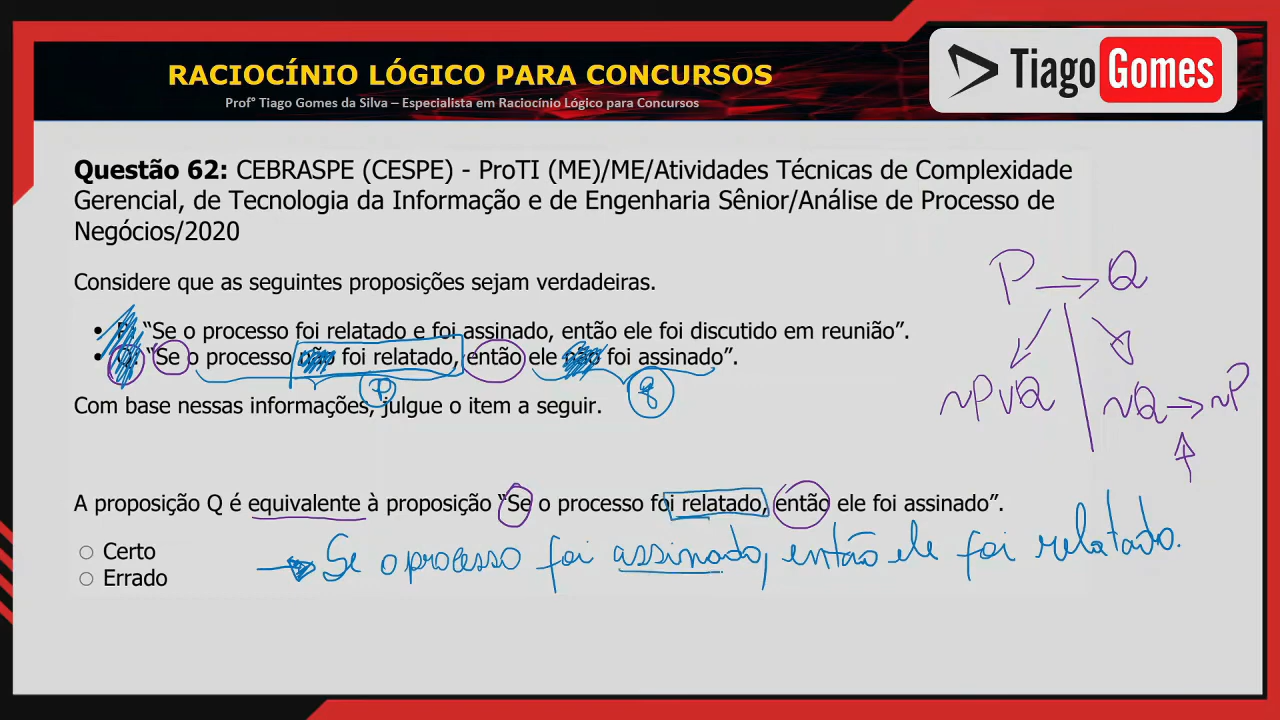 RACIOCÍNIO LÓGICO PARA CONCURSOS
Tiago Gomes
Profº Tiago Gomes da Silva – Especialista em Raciocínio Lógico para Concursos
Questão 62: CEBRASPE (CESPE) - ProTI (ME)/ME/Atividades Técnicas de Complexidade
Gerencial, de Tecnologia da Informação e de Engenharia Sênior/Análise de Processo de
Negócios/2020
Considere que as seguintes proposições sejam verdadeiras.
P → Q
• P: “Se o processo foi relatado e foi assinado, então ele foi discutido em reunião”.
• Q: “Se o processo não foi relatado, então ele não foi assinado”.
P q
~P v Q ~Q → ~P
Com base nessas informações, julgue o item a seguir.
A proposição Q é equivalente à proposição “Se o processo foi relatado, então ele foi assinado”.
Certo
→ Se o processo foi assinado, então ele foi relatado.
Errado